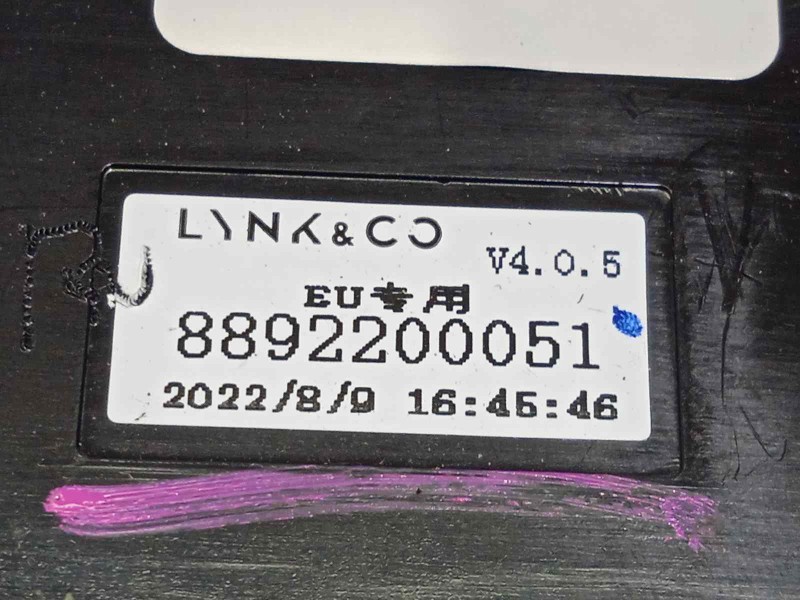 LYNK & CO
V4.0.5
EU专用
8892200051
2022/8/9 16:45:46